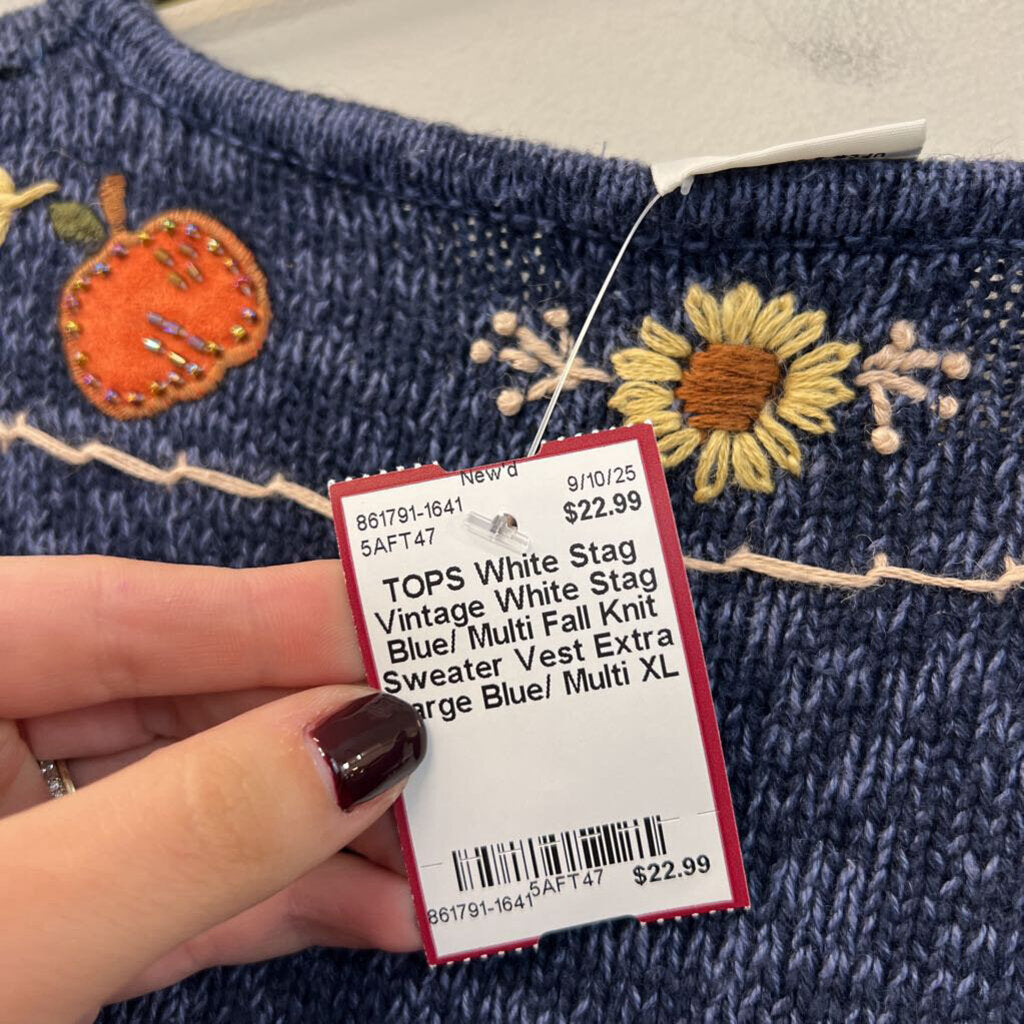 New'd
861791-1641 9/10/25
5AFT47 $22.99
TOPS White Stag
Vintage White Stag
Blue/ Multi Fall Knit
Sweater Vest Extra
arge Blue/ Multi XL
5AFT47 $22.99
861791-1641